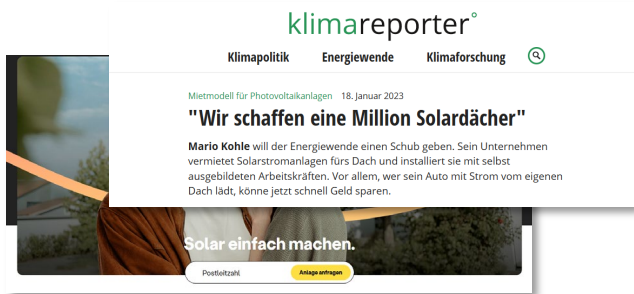 klimareporter°
Klimapolitik Energiewende Klimaforschung
Mietmodell für Photovoltaikanlagen 18. Januar 2023
"Wir schaffen eine Million Solardächer"
Mario Kohle will der Energiewende einen Schub geben. Sein Unternehmen
vermietet Solarstromanlagen fürs Dach und installiert sie mit selbst
ausgebildeten Arbeitskräften. Vor allem, wer sein Auto mit Strom vom eigenen
Dach lädt, könne jetzt schnell Geld sparen.
Solar einfach machen.
Postleitzahl Anlage anfragen